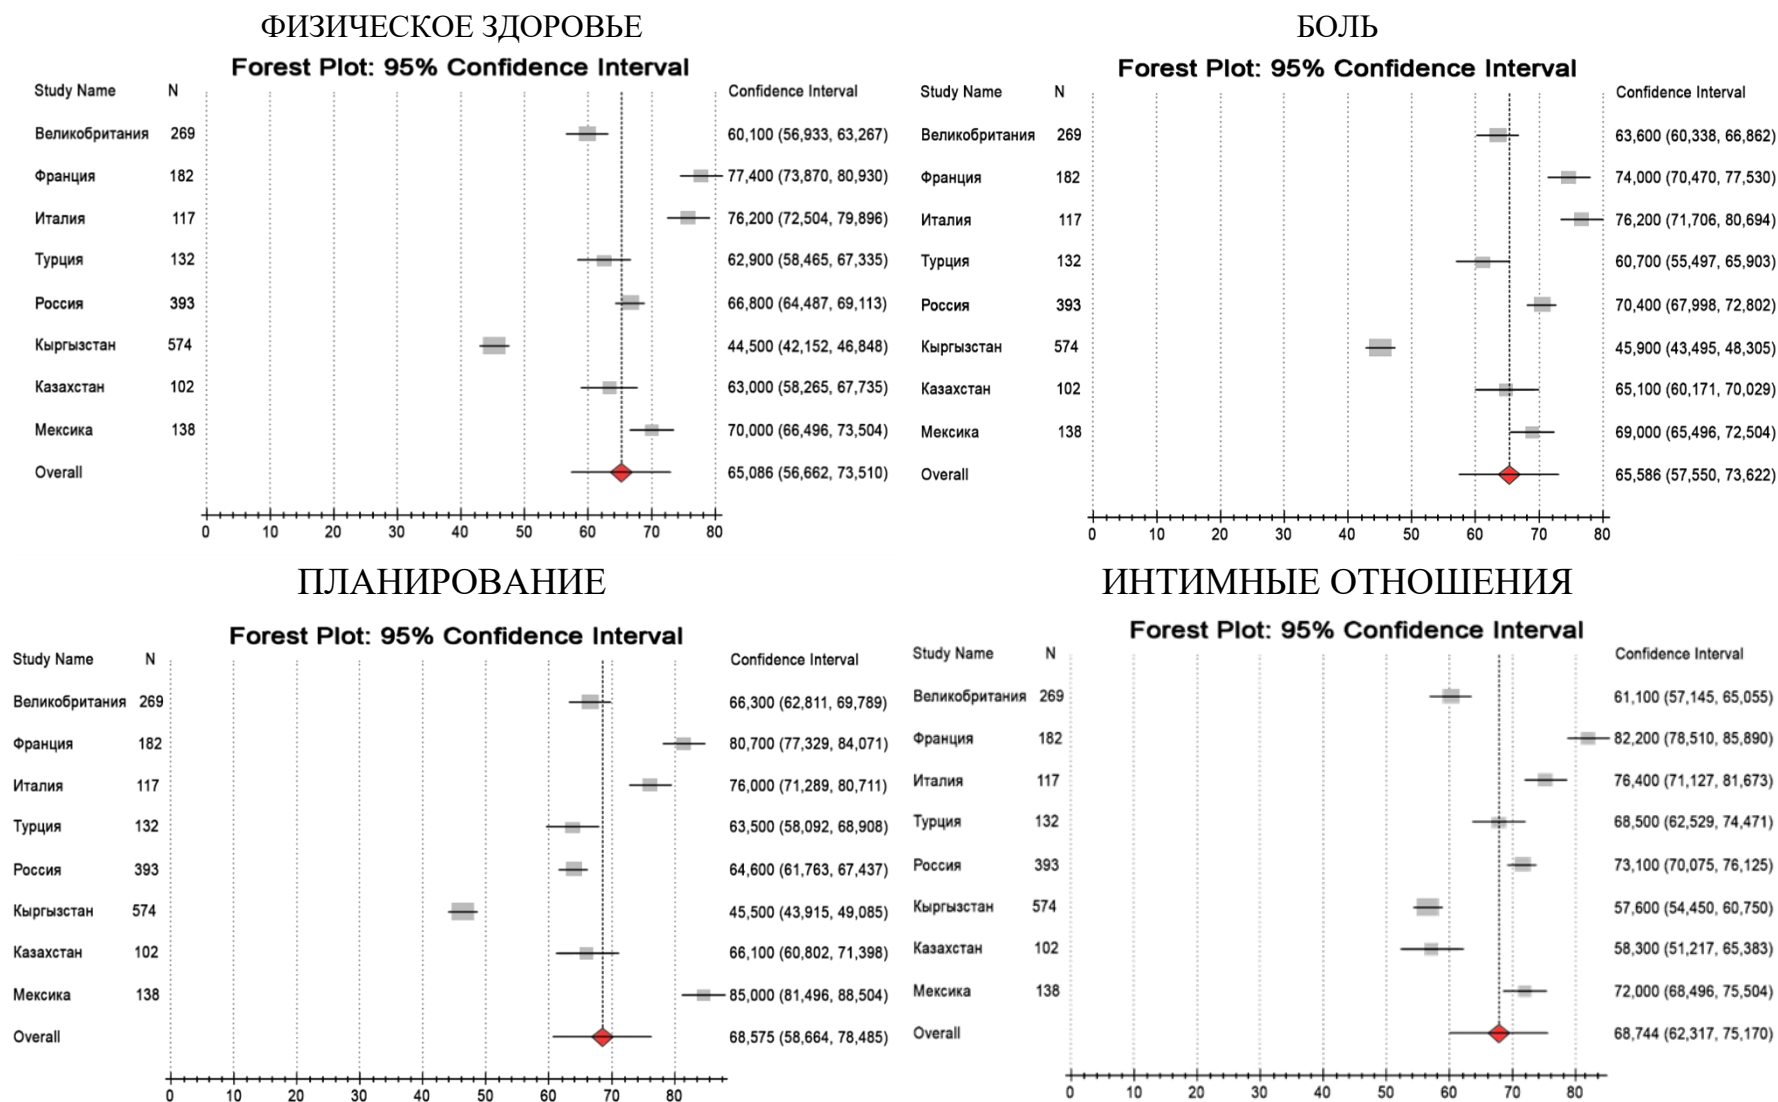 ФИЗИЧЕСКОЕ ЗДОРОВЬЕ
Forest Plot: 95% Confidence Interval
Study Name N Confidence Interval
Великобритания 269 60,100 (56,933, 63,267)
Франция 182 77,400 (73,870, 80,930)
Италия 117 76,200 (72,504, 79,896)
Турция 132 62,900 (58,465, 67,335)
Россия 393 66,800 (64,487, 69,113)
Кыргызстан 574 44,500 (42,152, 46,848)
Казахстан 102 63,000 (58,265, 67,735)
Мексика 138 70,000 (66,496, 73,504)
Overall 65,086 (56,662, 73,510)
0 10 20 30 40 50 60 70 80
БОЛЬ
Forest Plot: 95% Confidence Interval
Study Name N Confidence Interval
Великобритания 269 63,600 (60,338, 66,862)
Франция 182 74,000 (70,470, 77,530)
Италия 117 76,200 (71,706, 80,694)
Турция 132 60,700 (55,497, 65,903)
Россия 393 70,400 (67,998, 72,802)
Кыргызстан 574 45,900 (43,495, 48,305)
Казахстан 102 65,100 (60,171, 70,029)
Мексика 138 69,000 (65,496, 72,504)
Overall 65,586 (57,550, 73,622)
0 10 20 30 40 50 60 70 80
ПЛАНИРОВАНИЕ
Forest Plot: 95% Confidence Interval
Study Name N Confidence Interval
Великобритания 269 66,300 (62,811, 69,789)
Франция 182 80,700 (77,329, 84,071)
Италия 117 76,000 (71,289, 80,711)
Турция 132 63,500 (58,092, 68,908)
Россия 393 64,600 (61,763, 67,437)
Кыргызстан 574 45,500 (43,915, 49,085)
Казахстан 102 66,100 (60,802, 71,398)
Мексика 138 85,000 (81,496, 88,504)
Overall 68,575 (58,664, 78,485)
0 10 20 30 40 50 60 70 80
ИНТИМНЫЕ ОТНОШЕНИЯ
Forest Plot: 95% Confidence Interval
Study Name N Confidence Interval
Великобритания 269 61,100 (57,145, 65,055)
Франция 182 82,200 (78,510, 85,890)
Италия 117 76,400 (71,127, 81,673)
Турция 132 68,500 (62,529, 74,471)
Россия 393 73,100 (70,075, 76,125)
Кыргызстан 574 57,600 (54,450, 60,750)
Казахстан 102 58,300 (51,217, 65,383)
Мексика 138 72,000 (68,496, 75,504)
Overall 68,744 (62,317, 75,170)
0 10 20 30 40 50 60 70 80